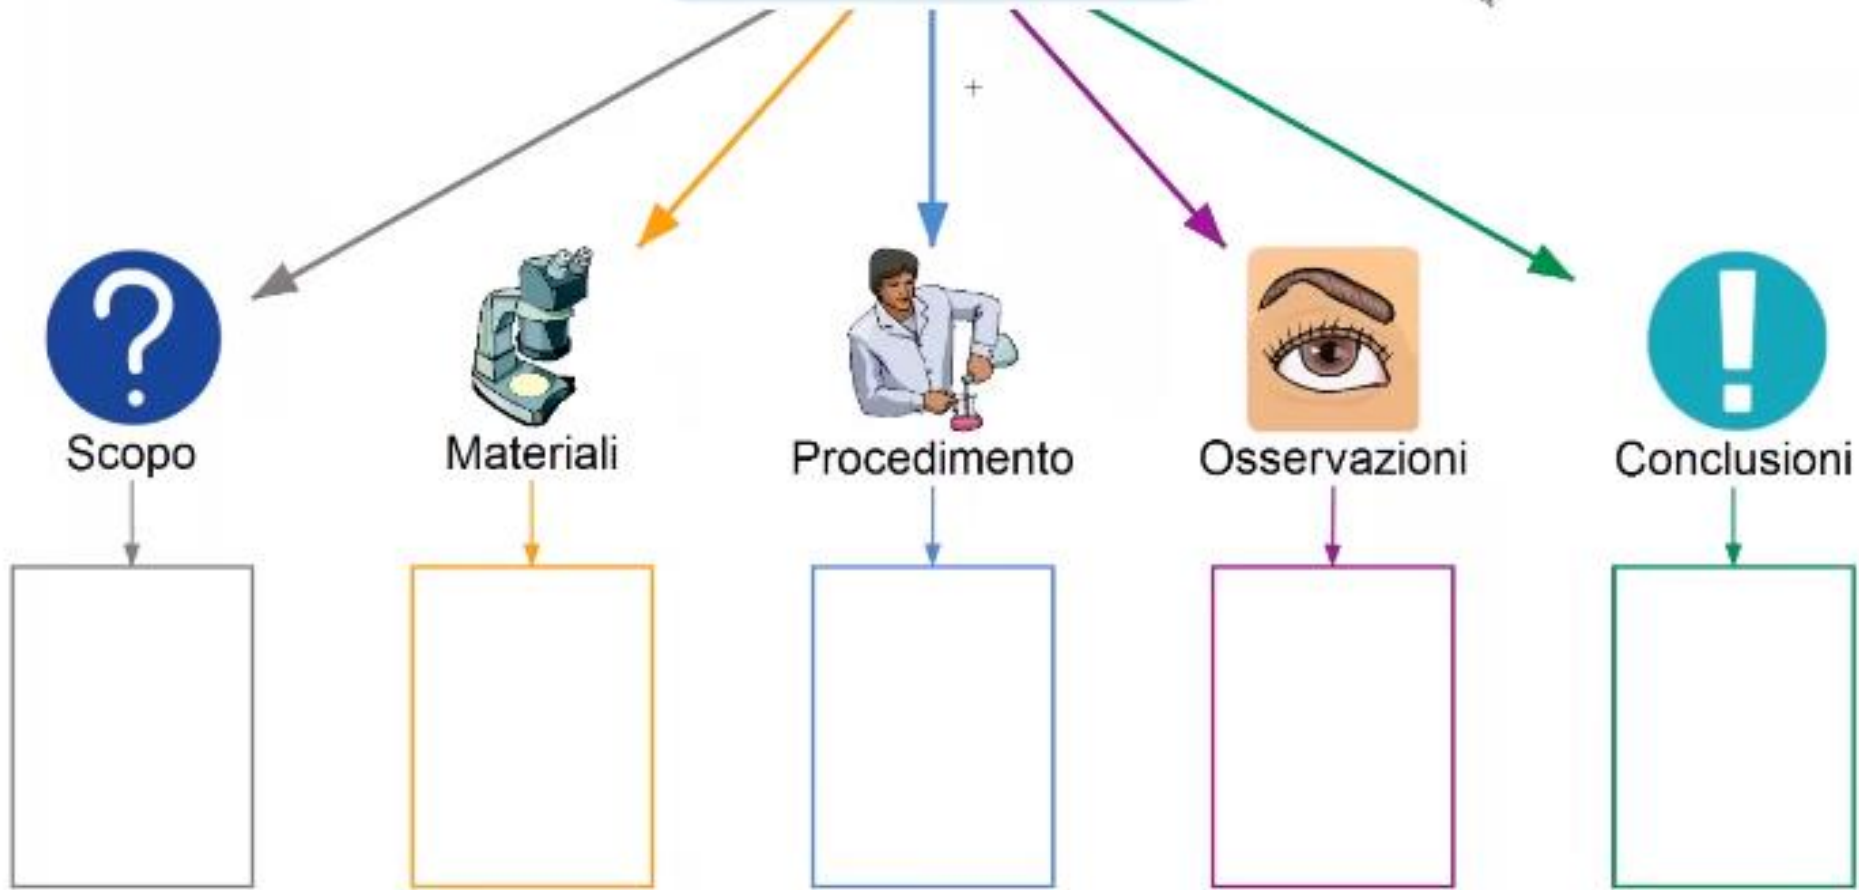 Scopo
Materiali
Procedimento
Osservazioni
Conclusioni